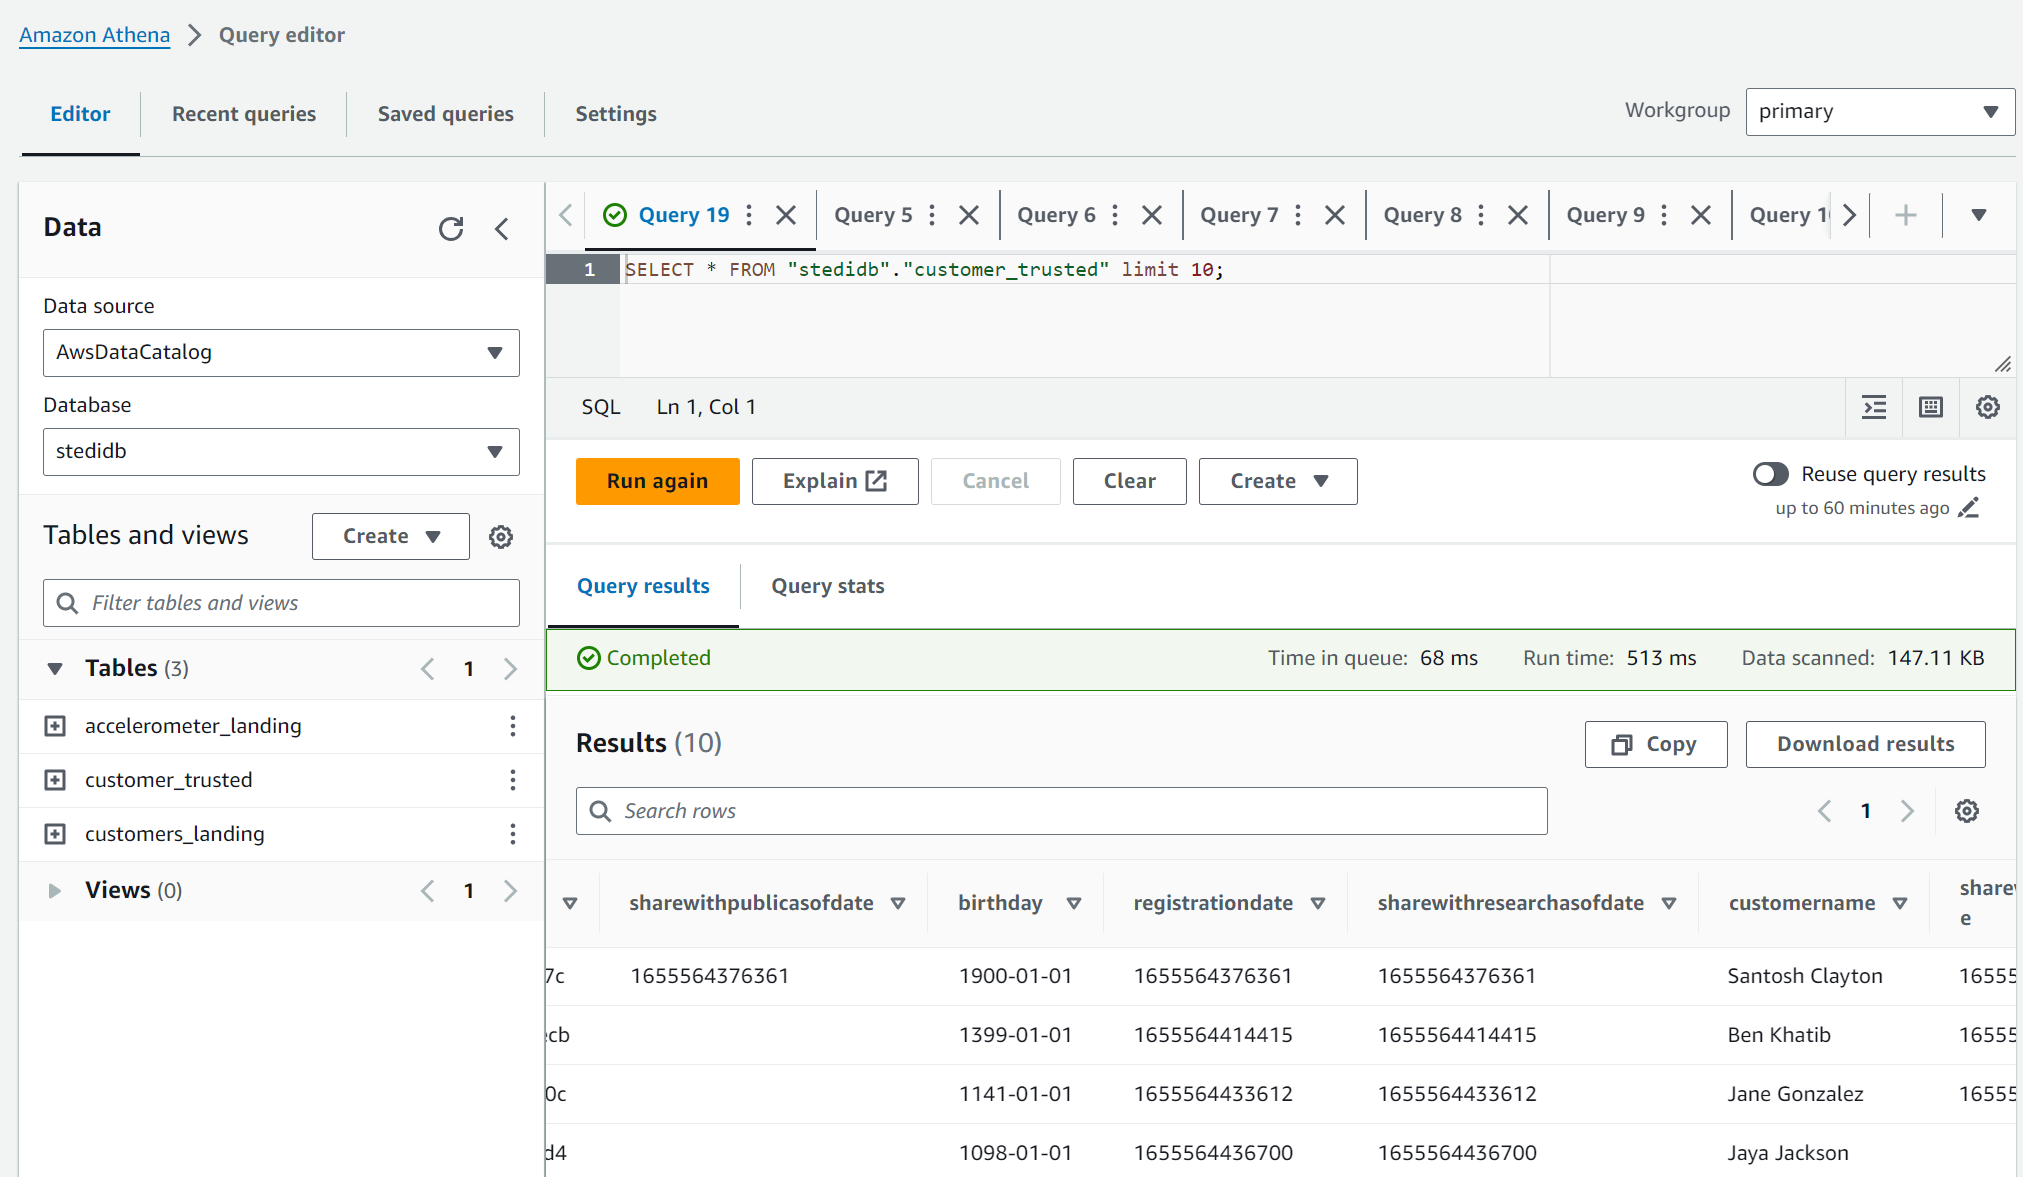 Amazon Athena > Query editor
Editor Recent queries Saved queries Settings Workgroup primary
Data
Data source
AwsDataCatalog
Database
stedidb
Tables and views Create
Filter tables and views
Tables (3) 1
accelerometer_landing
customer_trusted
customers_landing
Views (0) 1
Query 19 Query 5 Query 6 Query 7 Query 8 Query 9 Query 1
1 SELECT * FROM "stedidb"."customer_trusted" limit 10;
SQL Ln 1, Col 1
Run again Explain Cancel Clear Create Reuse query results
up to 60 minutes ago
Query results Query stats
Completed Time in queue: 68 ms Run time: 513 ms Data scanned: 147.11 KB
Results (10) Copy Download results
Search rows 1
sharewithpublicasofdate birthday registrationdate sharewithresearchasofdate customername share
e
7c 1655564376361 1900-01-01 1655564376361 1655564376361 Santosh Clayton 16555
cb 1399-01-01 1655564414415 1655564414415 Ben Khatib 16555
0c 1141-01-01 1655564433612 1655564433612 Jane Gonzalez 16555
d4 1098-01-01 1655564436700 1655564436700 Jaya Jackson